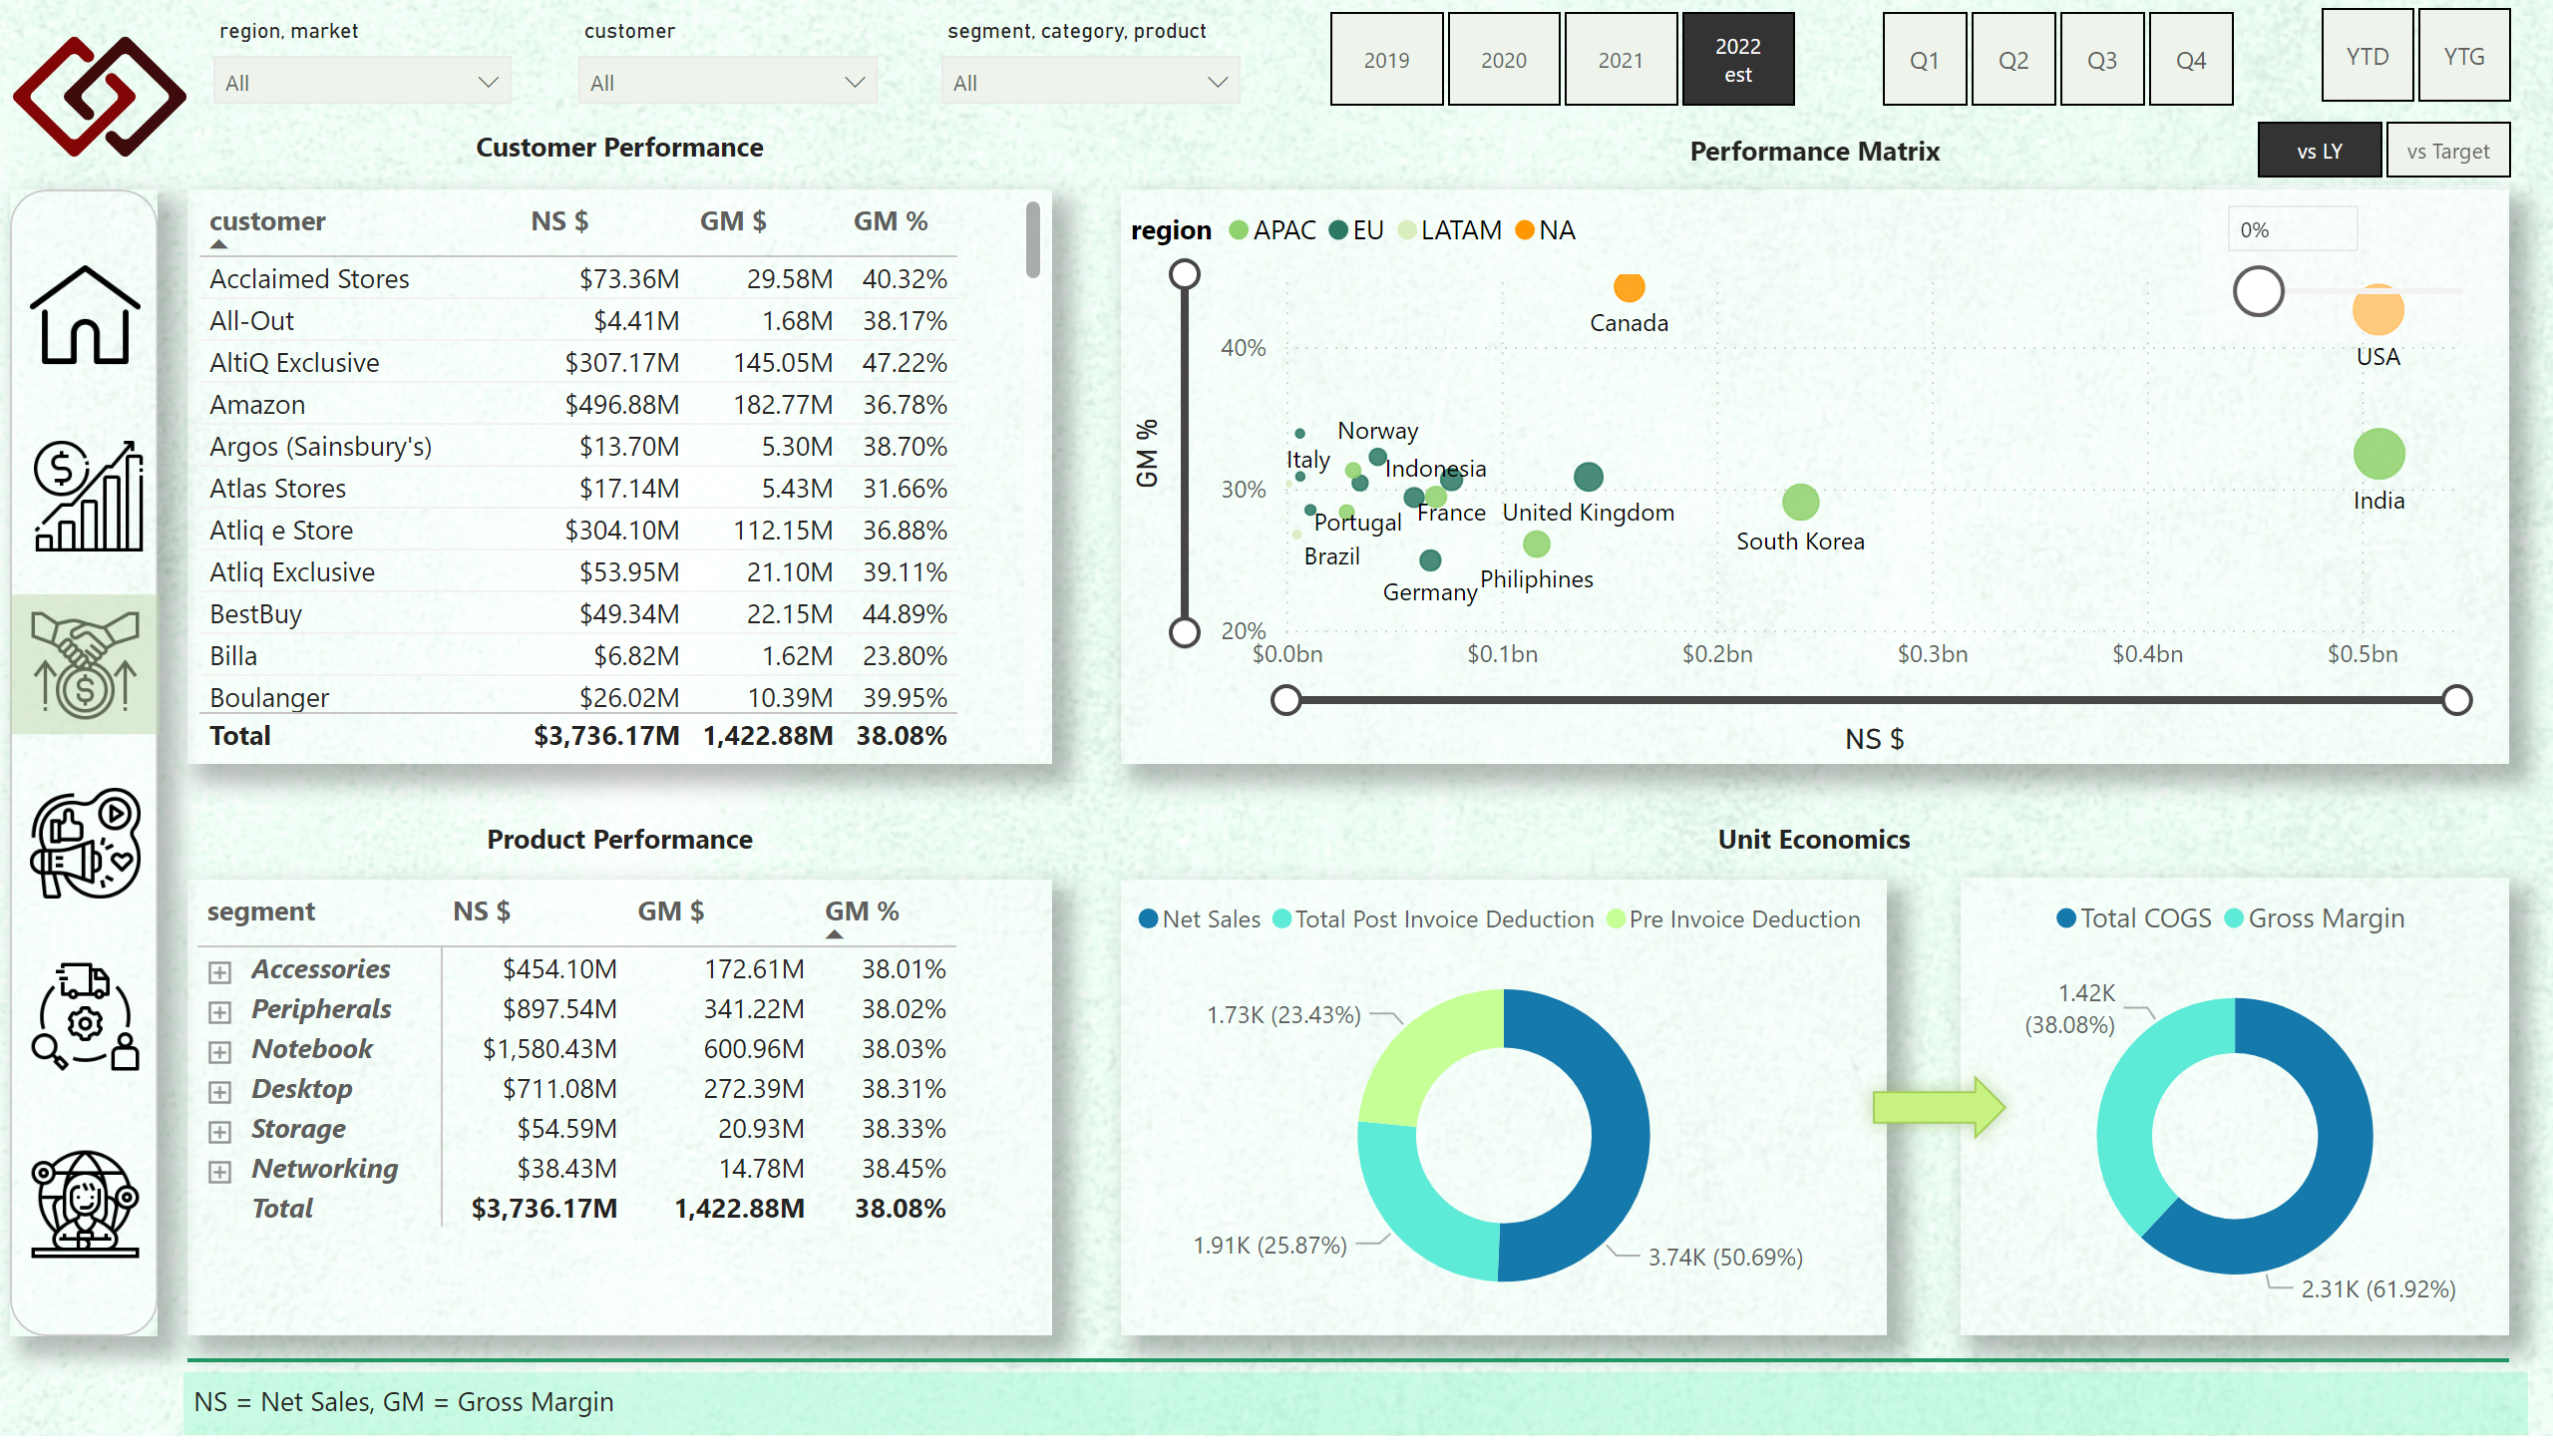 region, market
customer
segment, category, product
All
All
All
2019
2020
2021
2022
est
Q1
Q2
Q3
Q4
YTD
YTG
vs LY
vs Target
Customer Performance
customer NS $ GM $ GM %
Acclaimed Stores $73.36M 29.58M 40.32%
All-Out $4.41M 1.68M 38.17%
AltiQ Exclusive $307.17M 145.05M 47.22%
Amazon $496.88M 182.77M 36.78%
Argos (Sainsbury's) $13.70M 5.30M 38.70%
Atlas Stores $17.14M 5.43M 31.66%
Atliq e Store $304.10M 112.15M 36.88%
Atliq Exclusive $53.95M 21.10M 39.11%
BestBuy $49.34M 22.15M 44.89%
Billa $6.82M 1.62M 23.80%
Boulanger $26.02M 10.39M 39.95%
Total $3,736.17M 1,422.88M 38.08%
Performance Matrix
region APAC EU LATAM NA
0%
Canada
40%
USA
Norway
Italy
Indonesia
GM %
30%
India
Portugal
France
United Kingdom
South Korea
Brazil
Philiphines
Germany
20%
$0.0bn $0.1bn $0.2bn $0.3bn $0.4bn $0.5bn
NS $
Product Performance
segment NS $ GM $ GM %
Accessories $454.10M 172.61M 38.01%
Peripherals $897.54M 341.22M 38.02%
Notebook $1,580.43M 600.96M 38.03%
Desktop $711.08M 272.39M 38.31%
Storage $54.59M 20.93M 38.33%
Networking $38.43M 14.78M 38.45%
Total $3,736.17M 1,422.88M 38.08%
Unit Economics
Net Sales Total Post Invoice Deduction Pre Invoice Deduction
1.73K (23.43%)
1.91K (25.87%)
3.74K (50.69%)
Total COGS Gross Margin
1.42K
(38.08%)
2.31K (61.92%)
NS = Net Sales, GM = Gross Margin